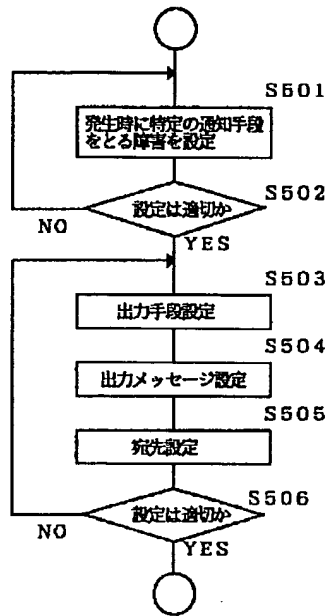 S501
発生時に特定の通知手段
をとる障害を設定
S502
設定は適切か
NO
YES
S503
出力手段設定
S504
出力メッセージ設定
S505
宛先設定
S506
設定は適切か
NO
YES